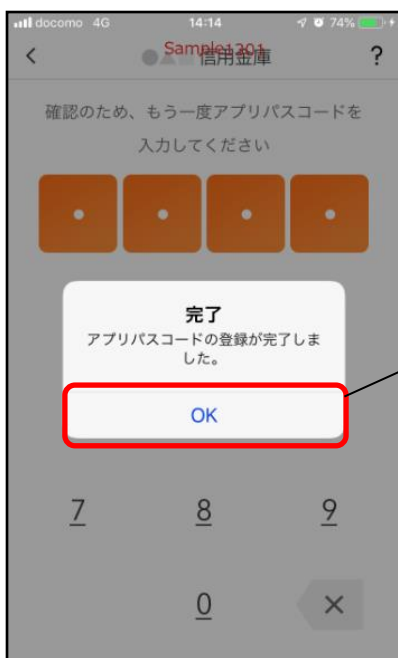 docomo 4G 14:14 74%
Sample1201
●▲■信用金庫 ?
確認のため、もう一度アプリパスコードを
入力してください
完了
アプリパスコードの登録が完了しま
した。
OK
7 8 9
0